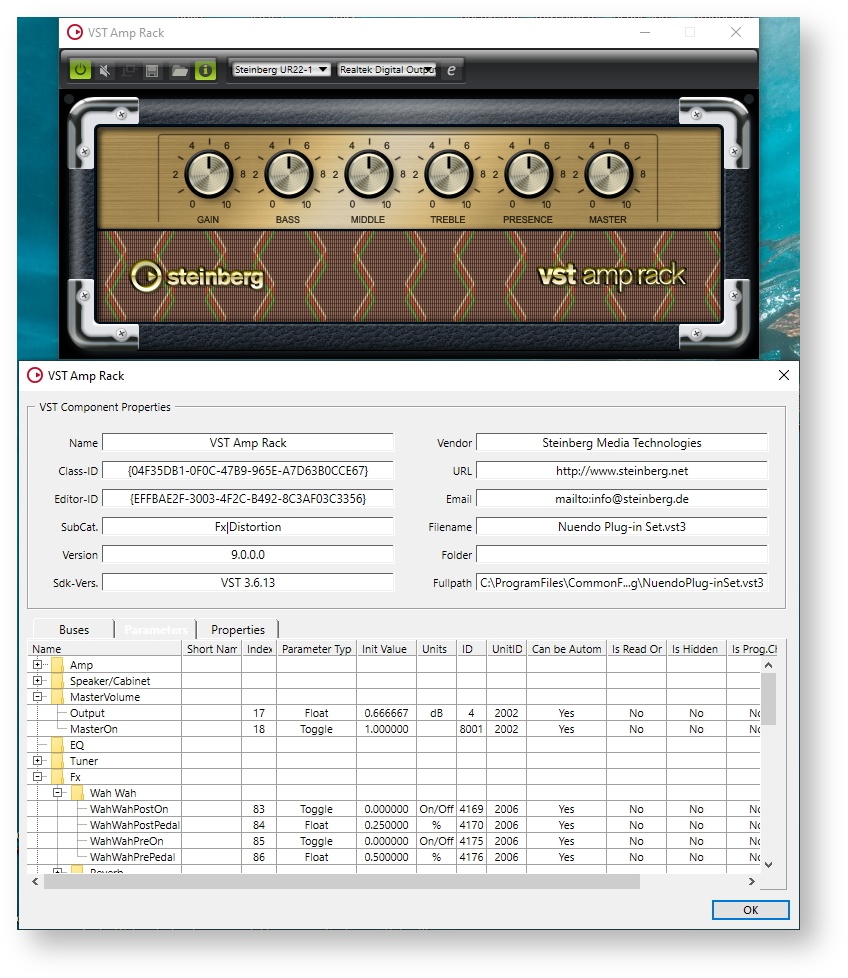 VST Amp Rack
Steinberg UR22-1 Realtek Digital Output e
4 6 4 6 4 6 4 6 4 6 4 6
2 8 2 8 2 8 2 8 2 8 2 8
0 10 0 10 0 10 0 10 0 10 0 10
GAIN BASS MIDDLE TREBLE PRESENCE MASTER
steinberg vst amp rack
VST Amp Rack
VST Component Properties
Name VST Amp Rack Vendor Steinberg Media Technologies
Class-ID {04F35DB1-0F0C-47B9-965E-A7D63B0CCE67} URL http://www.steinberg.net
Editor-ID {EFFBAE2F-3003-4F2C-B492-8C3AF03C3356} Email mailto:info@steinberg.de
SubCat. Fx|Distortion Filename Nuendo Plug-in Set.vst3
Version 9.0.0.0 Folder
Sdk-Vers. VST 3.6.13 Fullpath C:\ProgramFiles\CommonF...g\NuendoPlug-inSet.vst3
Buses Parameters Properties
Name Short Nam Index Parameter Typ Init Value Units ID UnitID Can be Autom Is Read Or Is Hidden Is Prog.Ch
Amp
Speaker/Cabinet
MasterVolume
Output 17 Float 0.666667 dB 4 2002 Yes No No No
MasterOn 18 Toggle 1.000000 8001 2002 Yes No No No
EQ
Tuner
Fx
Wah Wah
WahWahPostOn 83 Toggle 0.000000 On/Off 4169 2006 Yes No No No
WahWahPostPedal 84 Float 0.250000 % 4170 2006 Yes No No No
WahWahPreOn 85 Toggle 0.000000 On/Off 4175 2006 Yes No No No
WahWahPrePedal 86 Float 0.500000 % 4176 2006 Yes No No No
Reverb
OK